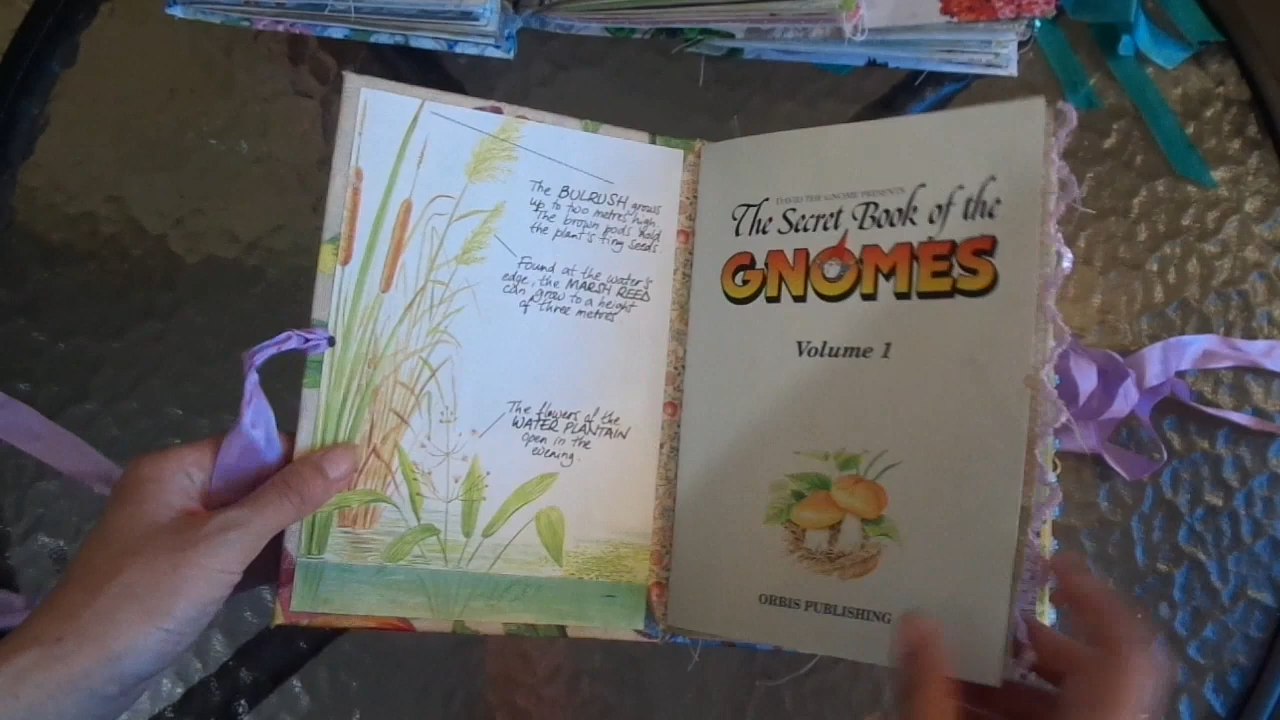 The BULRUSH grows
up to two metres high.
The brown pods hold
the plant's tiny seeds.
Found at the water's
edge, the MARSH REED
can grow to a height
of three metres
The flowers of the
WATER PLANTAIN
open in the
evening.
DAVID THE GNOME PRESENTS
The Secret Book of the
GNOMES
Volume 1
ORBIS PUBLISHING